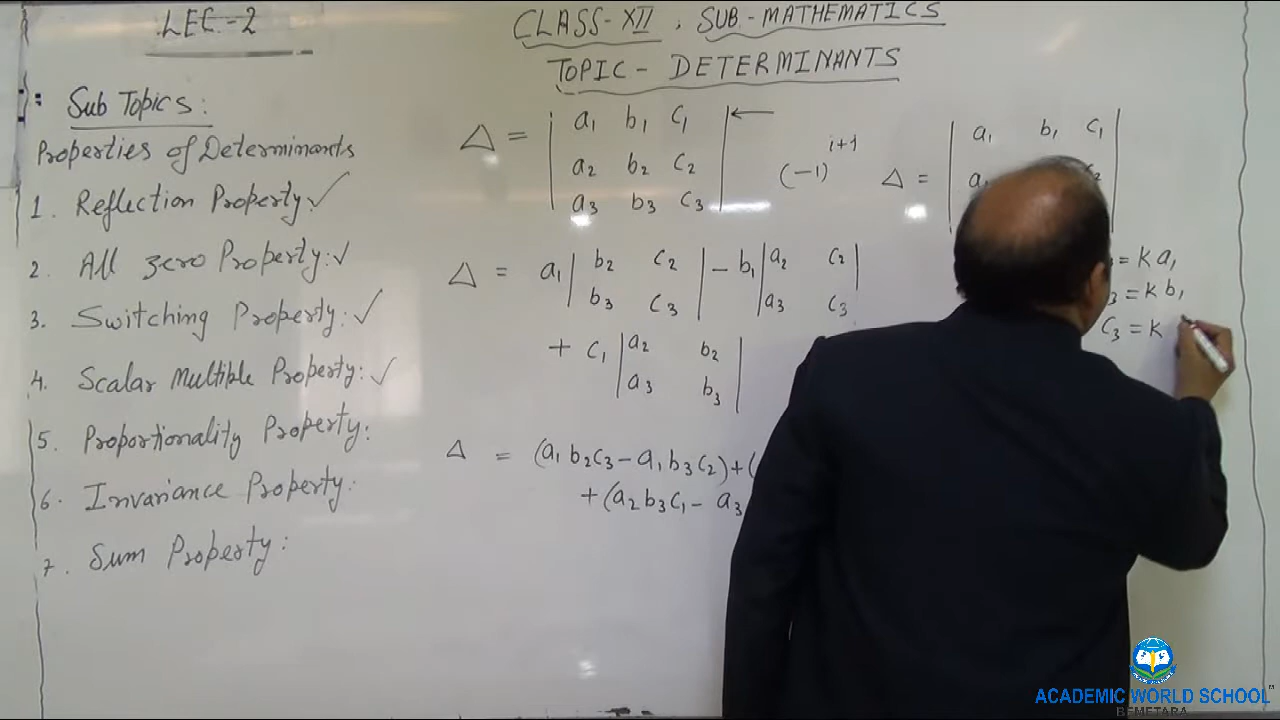 LEC.-2
CLASS-XII, SUB.-MATHEMATICS
TOPIC- DETERMINANTS
Sub Topics:
Properties of Determinants
1. Reflection Property: ✓
2. All zero Property: ✓
3. Switching Property: ✓
4. Scalar Multiple Property: ✓
5. Proportionality Property:
6. Invariance Property:
7. Sum Property:
Δ = | a₁ b₁ c₁ | ←
| a₂ b₂ c₂ |
| a₃ b₃ c₃ |
(-1)^(i+1)
Δ = a₁ | b₂ c₂ | - b₁ | a₂ c₂ |
| b₃ c₃ | | a₃ c₃ |
+ c₁ | a₂ b₂ |
| a₃ b₃ |
Δ = (a₁b₂c₃ - a₁b₃c₂) + (
+ (a₂b₃c₁ - a₃
Δ = | a₁ b₁ c₁ |
= k a₁
₃ = k b₁
c₃ = k
ACADEMIC WORLD SCHOOL
BEMETARA